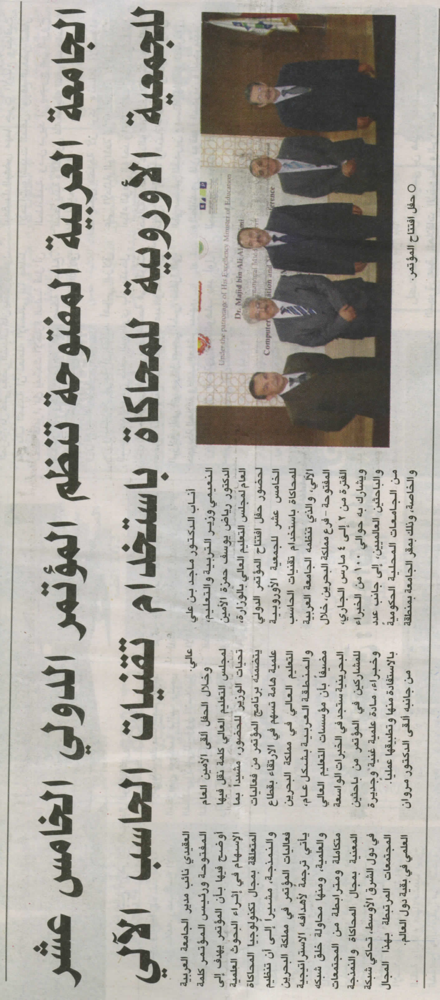 الجامعة العربية المفتوحة تنظم المؤتمر الدولي الخامس عشر
للجمعية الأوروبية للمحاكاة باستخدام تقنيات الحاسب الآلي
Under the patronage of His Excellency Minister of Education
Dr. Majid bin Ali Al
Computer
○ حفل افتتاح المؤتمر.
أناب الدكتور ماجد بن علي
النعيمي وزير التربية والتعليم،
الدكتور رياض يوسف حمزة الأمين
العام لمجلس التعليم العالي بالوزارة،
لحضور حفل افتتاح المؤتمر الدولي
الخامس عشر للجمعية الأوروبية
للمحاكاة باستخدام تقنيات الحاسب
الآلي، والذي تنظمه الجامعة العربية
المفتوحة - فرع مملكة البحرين، خلال
الفترة من ٢ إلى ٤ مارس الجاري،
ويشارك به حوالي ١٠٠ من الخبراء
والباحثين العالميين، إلى جانب عدد
من الجامعات المحلية الحكومية
والخاصة، وذلك بمقر الجامعة بمنطقة
عالي.
وخلال الحفل ألقى الأمين العام
لمجلس التعليم العالي كلمة نقل فيها
تحيات الوزير للحضور، مشيدا بما
يتضمنه برنامج المؤتمر من فعاليات
علمية هامة تسهم في الارتقاء بقطاع
التعليم العالي في مملكة البحرين
والمنطقة العربية بشكل عام،
مضيفاً بأن مؤسسات التعليم العالي
البحرينية ستجد في الخبرات الواسعة
للمشاركين في المؤتمر من باحثين
وخبراء، مادة علمية غنية وجديرة
بالاستفادة منها وتطبيقها عملياً.
من جانبه ألقى الدكتور مروان
العقيدي نائب مدير الجامعة العربية
المفتوحة ورئيس المؤتمر كلمة
أوضح فيها بأن المؤتمر يهدف إلى
الإسهام في إثراء البحوث العلمية
المتعلقة بمجال تكنولوجيا المحاكاة
والنمذجة، مشيراً إلى أن تنظيم
فعاليات المؤتمر في مملكة البحرين
يأتي ترجمةً لأهدافه الاستراتيجية
والعلمية، ومنها محاولة خلق شبكه
متكاملة ومترابطة من المجتمعات
المعنية بمجال المحاكاة والنمذجة
في دول الشرق الأوسط، تحاكي شبكة
المجتمعات المرتبطة بهذا المجال
العلمي في بقية دول العالم.